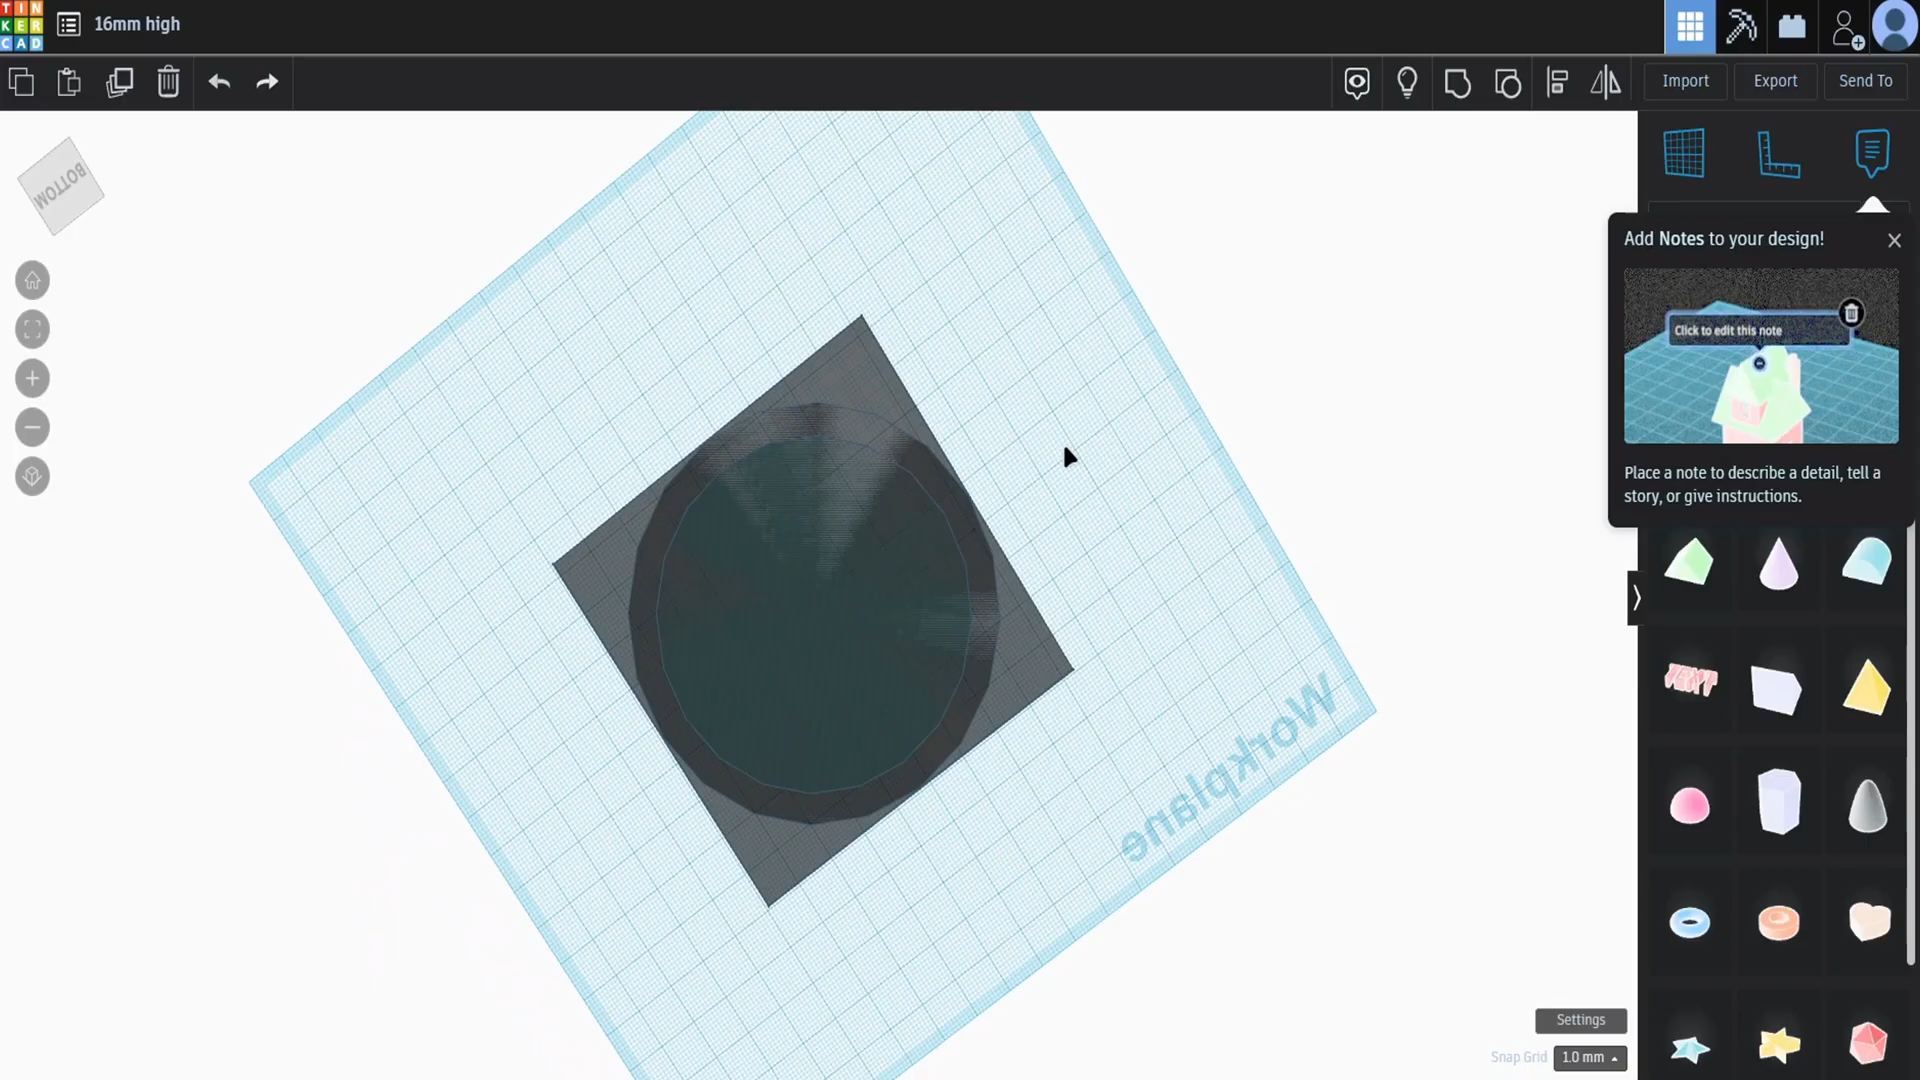 TIN
KER
CAD
16mm high
Import
Export
Send To
BOTTOM
Add Notes to your design!
Click to edit this note
Place a note to describe a detail, tell a
story, or give instructions.
TEXT
Workplane
Settings
Snap Grid
1.0 mm